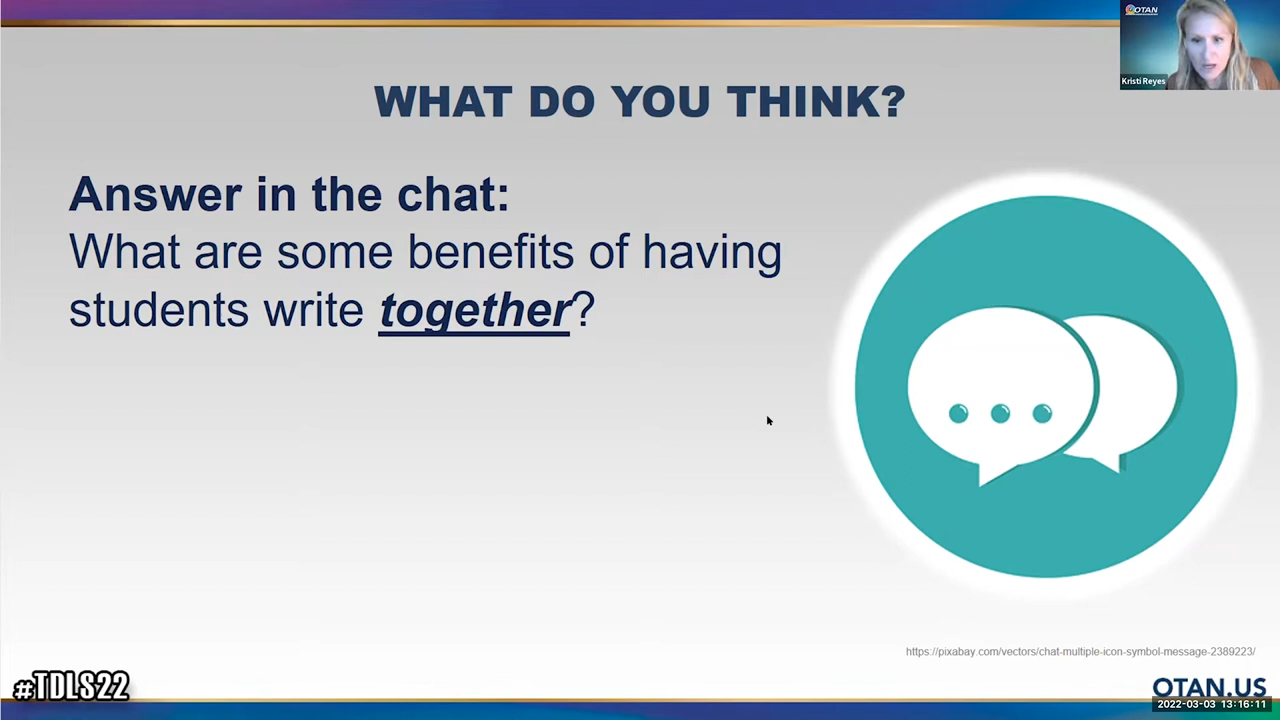 OTAN
Kristi Reyes
WHAT DO YOU THINK?
Answer in the chat:
What are some benefits of having
students write together?
https://pixabay.com/vectors/chat-multiple-icon-symbol-message-2389223/
#TDLS22
OTAN.US
2022-03-03 13:16:11